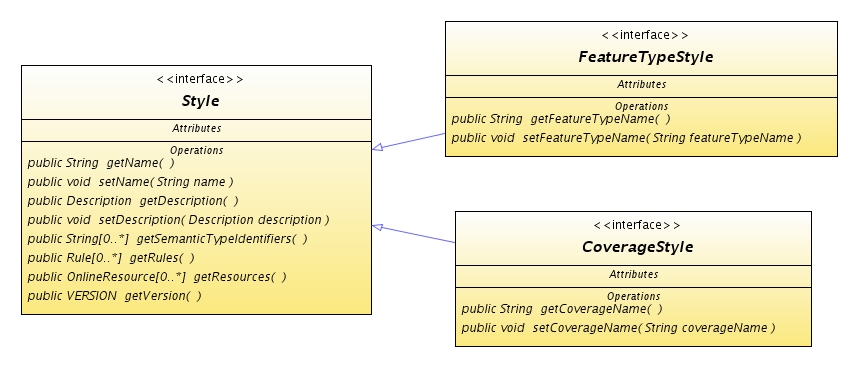 <<interface>>
Style
Attributes
Operations
public String getName( )
public void setName( String name )
public Description getDescription( )
public void setDescription( Description description )
public String[0..*] getSemanticTypeIdentifiers( )
public Rule[0..*] getRules( )
public OnlineResource[0..*] getResources( )
public VERSION getVersion( )
<<interface>>
FeatureTypeStyle
Attributes
Operations
public String getFeatureTypeName( )
public void setFeatureTypeName( String featureTypeName )
<<interface>>
CoverageStyle
Attributes
Operations
public String getCoverageName( )
public void setCoverageName( String coverageName )